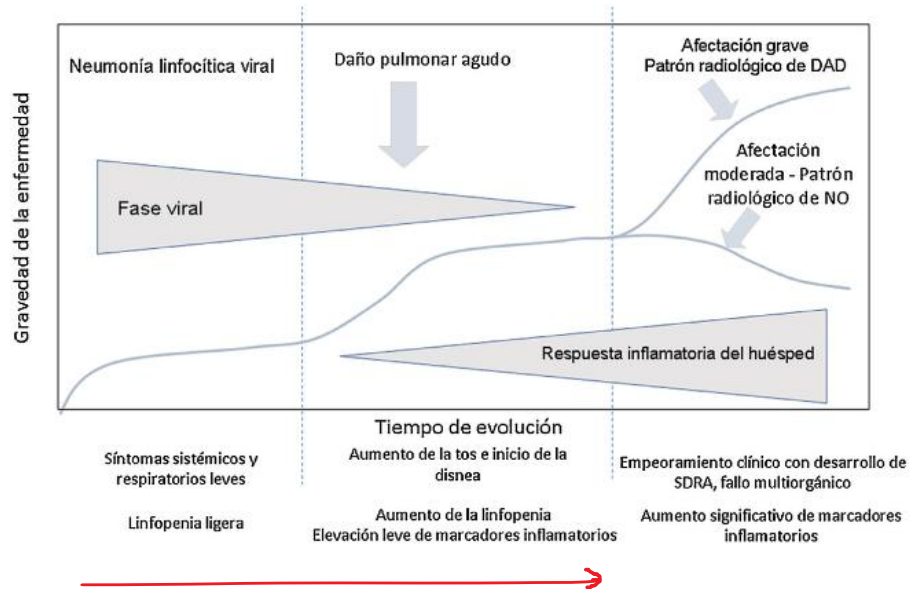 Neumonía linfocítica viral
Daño pulmonar agudo
Afectación grave
Patrón radiológico de DAD
Afectación
moderada - Patrón
radiológico de NO
Fase viral
Respuesta inflamatoria del huésped
Gravedad de la enfermedad
Tiempo de evolución
Síntomas sistémicos y
respiratorios leves
Linfopenia ligera
Aumento de la tos e inicio de la
disnea
Aumento de la linfopenia
Elevación leve de marcadores inflamatorios
Empeoramiento clínico con desarrollo de
SDRA, fallo multiorgánico
Aumento significativo de marcadores
inflamatorios